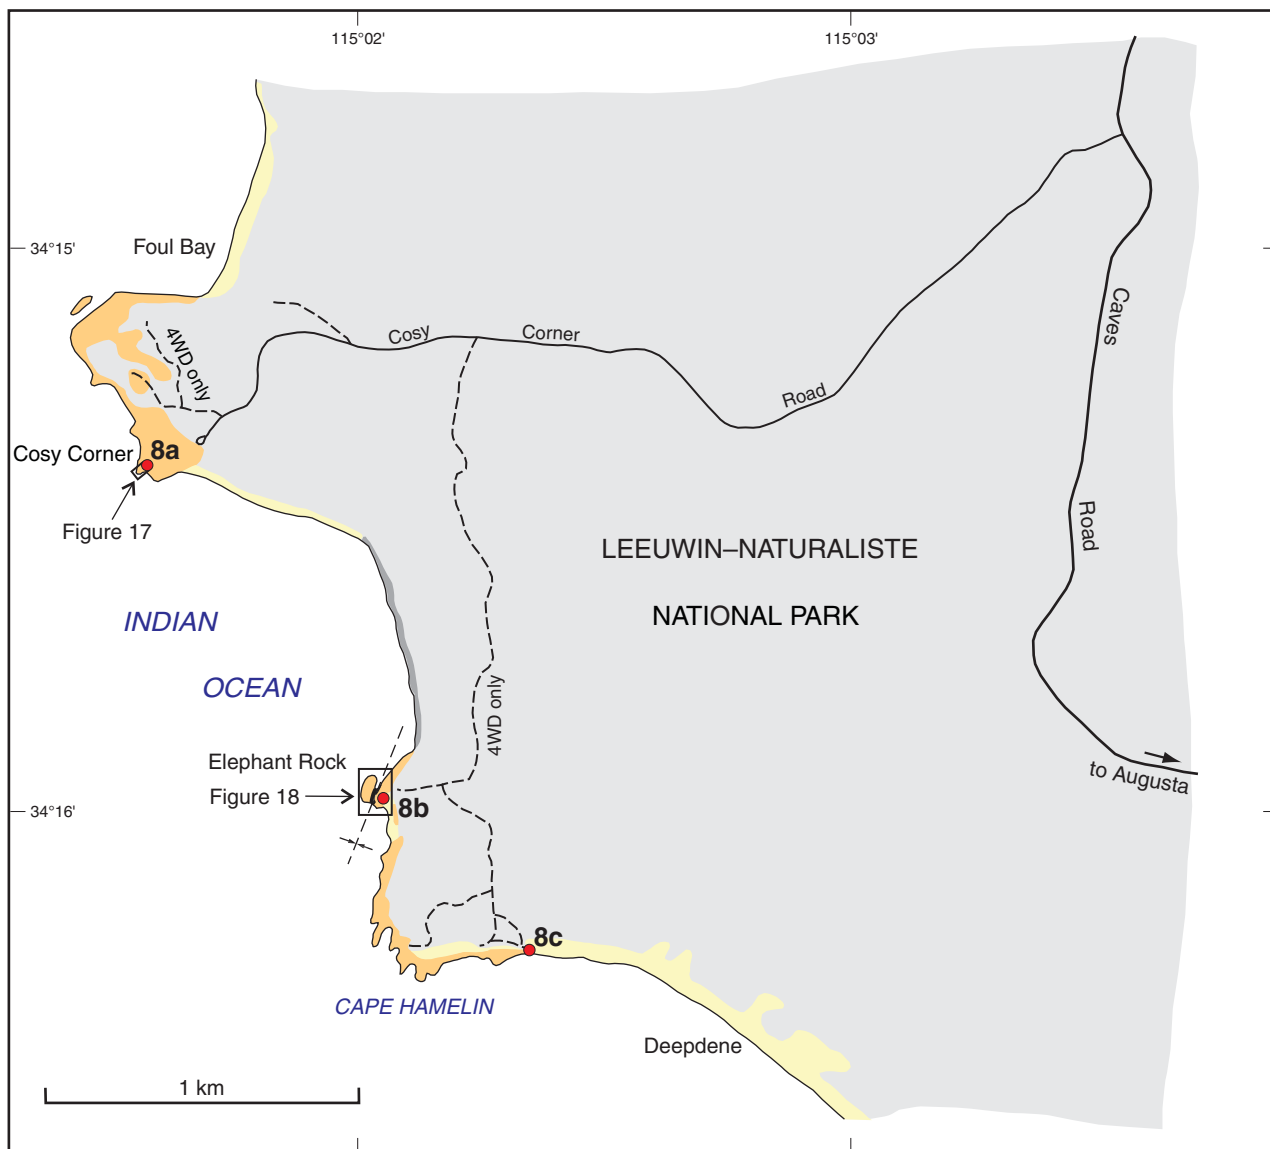 115°02'
115°03'
34°15'
Foul Bay
4WD only
Cosy
Corner
Road
Caves
Cosy Corner
8a
Figure 17
Road
LEEUWIN–NATURALISTE
NATIONAL PARK
INDIAN
OCEAN
4WD only
Elephant Rock
Figure 18
8b
to Augusta
34°16'
8c
CAPE HAMELIN
Deepdene
1 km